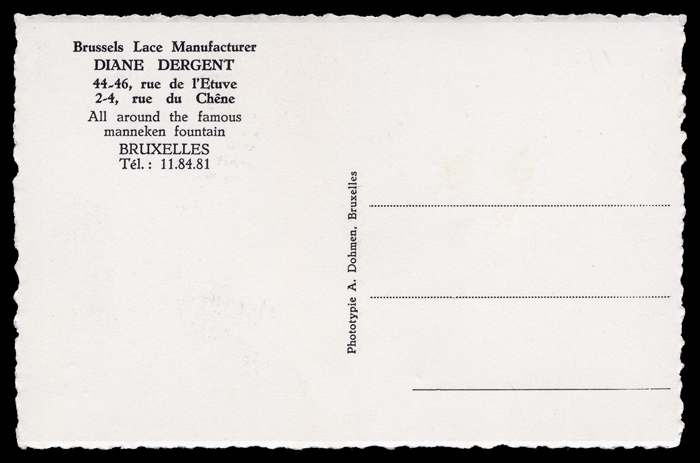 Brussels Lace Manufacturer
DIANE DERGENT
44-46, rue de l'Etuve
2-4, rue du Chêne
All around the famous
manneken fountain
BRUXELLES
Tél. : 11.84.81
Phototypie A. Dohmen, Bruxelles